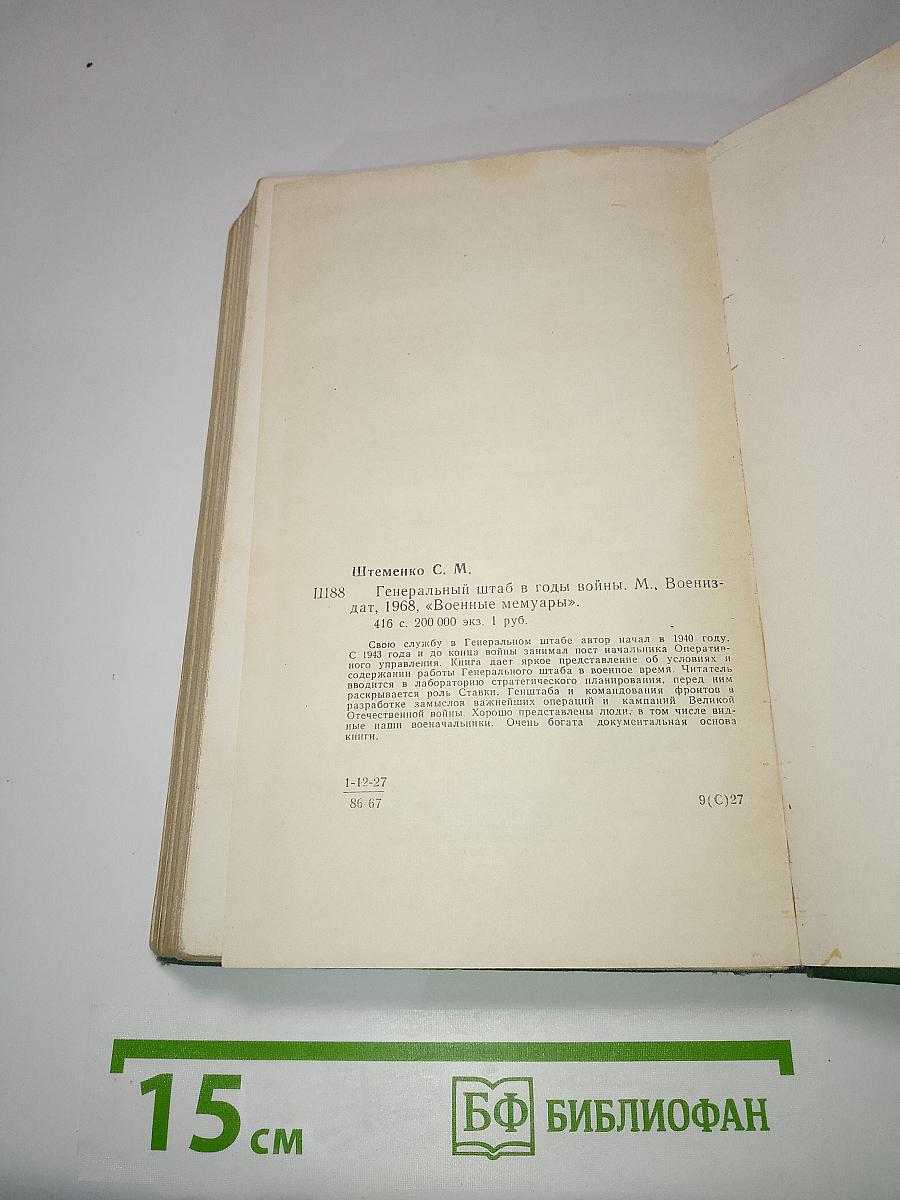 Штеменко С. М.
Ш88 Генеральный штаб в годы войны. М., Воениз-
дат, 1968, «Военные мемуары».
416 с. 200 000 экз. 1 руб.
Свою службу в Генеральном штабе автор начал в 1940 году.
С 1943 года и до конца войны занимал пост начальника Оператив-
ного управления. Книга дает яркое представление об условиях и
содержании работы Генерального штаба в военное время. Читатель
вводится в лабораторию стратегического планирования, перед ним
раскрывается роль Ставки, Генштаба и командования фронтов в
разработке замыслов важнейших операций и кампаний Великой
Отечественной войны. Хорошо представлены люди, в том числе вид-
ные наши военачальники. Очень богата документальная основа
книги.
1-12-27
86-67
9(С)27
15 см
БФ БИБЛИОФАН